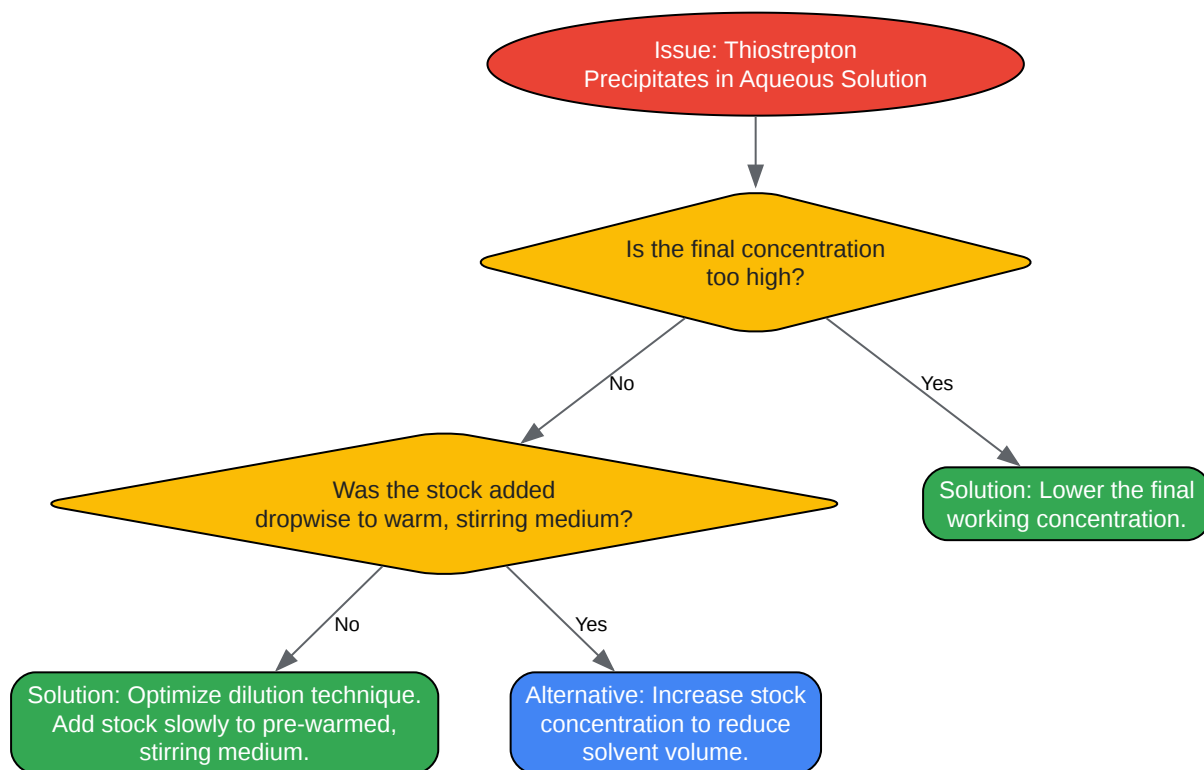 Issue: Thiostrepton
Precipitates in Aqueous Solution
Is the final concentration
too high?
No
Yes
Was the stock added
dropwise to warm, stirring medium?
Solution: Lower the final
working concentration.
No
Yes
Solution: Optimize dilution technique.
Add stock slowly to pre-warmed,
stirring medium.
Alternative: Increase stock
concentration to reduce
solvent volume.